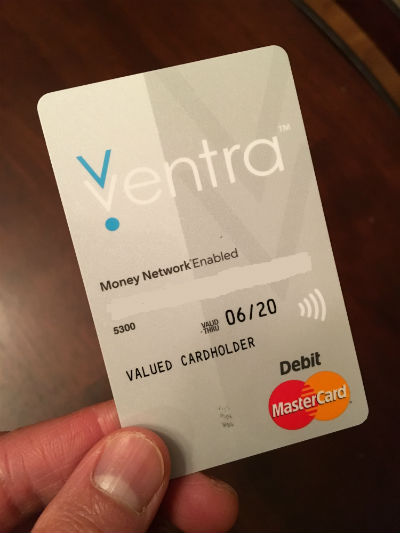 Ventra™
Money Network® Enabled
5300
VALID
THRU
06/20
VALUED CARDHOLDER
Debit
MasterCard